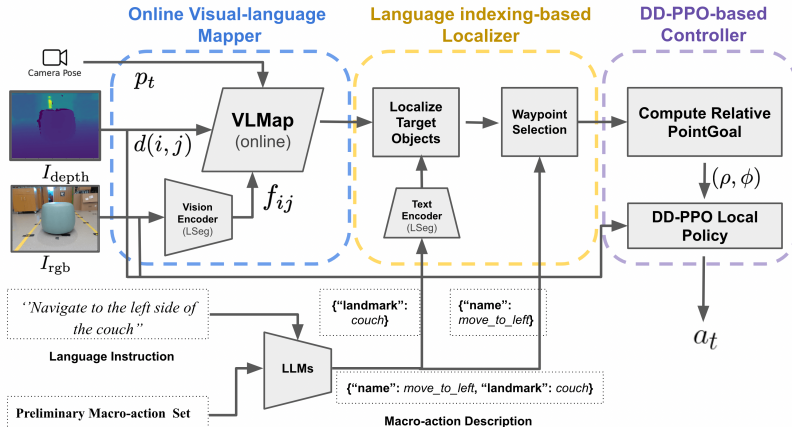 Online Visual-language
Mapper
Language indexing-based
Localizer
DD-PPO-based
Controller
Camera Pose
p_t
I_depth
d(i, j)
VLMap
(online)
Localize
Target
Objects
Waypoint
Selection
Compute Relative
PointGoal
(ρ, ϕ)
I_rgb
Vision
Encoder
(LSeg)
f_ij
Text
Encoder
(LSeg)
DD-PPO Local
Policy
a_t
‘’Navigate to the left side of
the couch”
Language Instruction
{“landmark”:
couch}
{“name”:
move_to_left}
LLMs
{“name”: move_to_left, “landmark”: couch}
Preliminary Macro-action Set
Macro-action Description